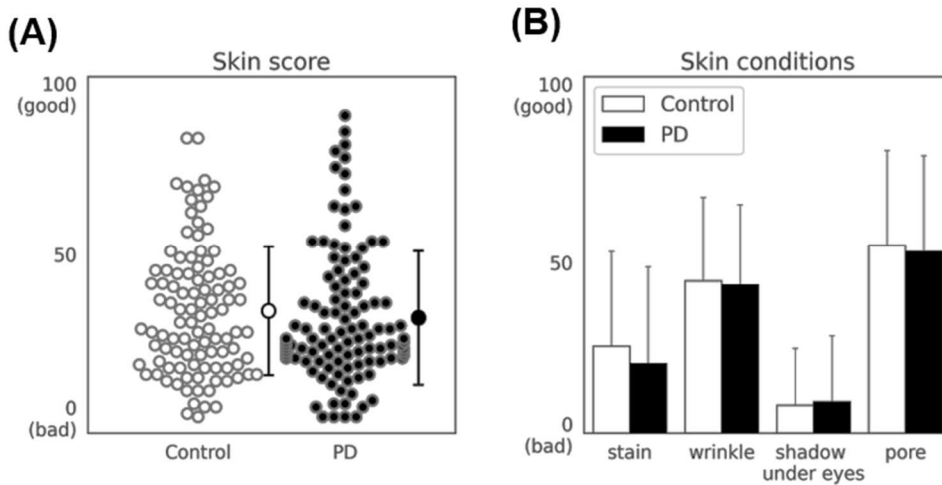 (A)
Skin score
100
(good)
50
0
(bad)
Control
PD
(B)
Skin conditions
100
(good)
Control
PD
50
0
(bad)
stain
wrinkle
shadow
under eyes
pore